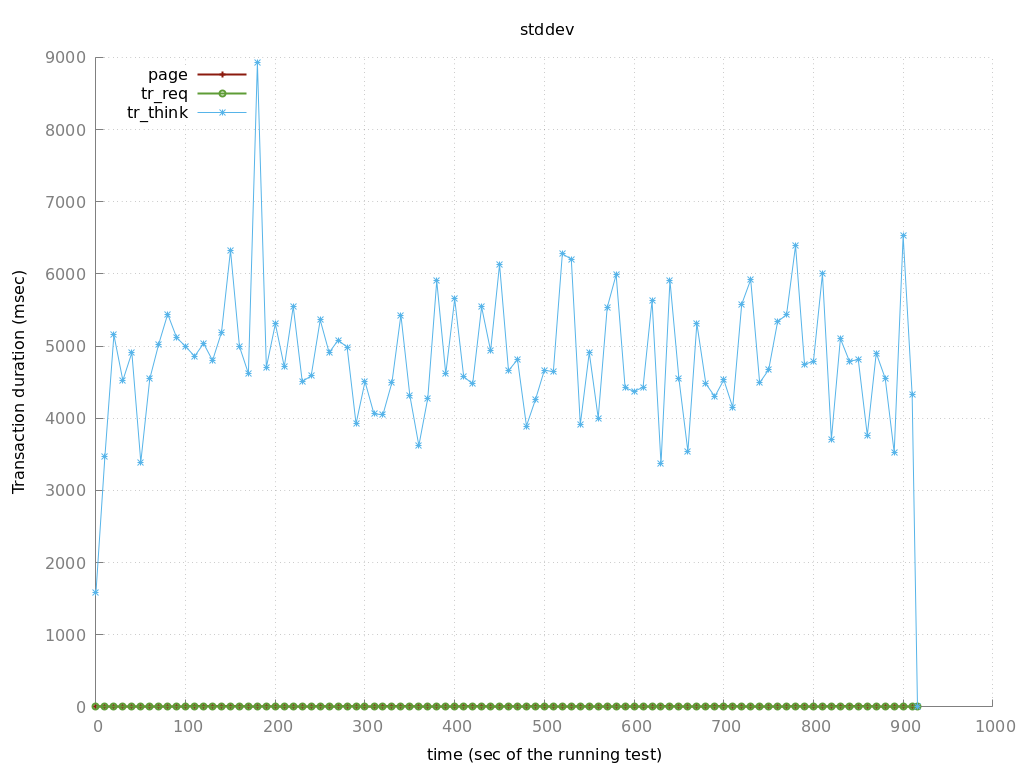 stddev
9000
8000
7000
6000
5000
4000
3000
2000
1000
0
page
tr_req
tr_think
Transaction duration (msec)
0 100 200 300 400 500 600 700 800 900 1000
time (sec of the running test)